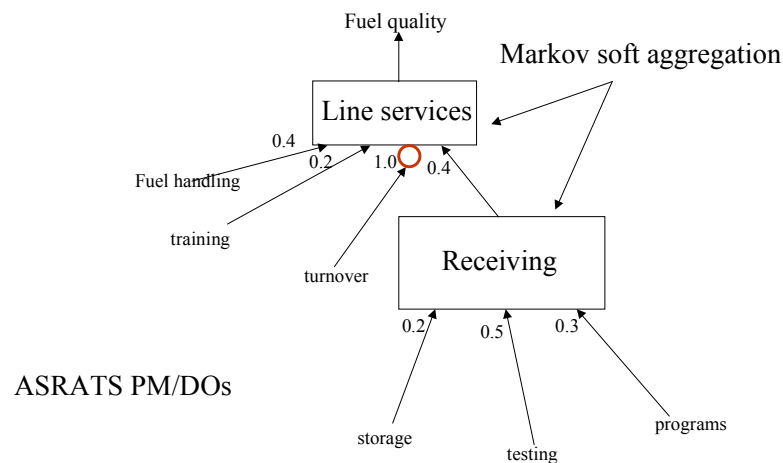 Fuel quality
Markov soft aggregation
Line services
0.4
0.2
1.0
0.4
Fuel handling
training
turnover
Receiving
0.2
0.5
0.3
ASRATS PM/DOs
storage
testing
programs